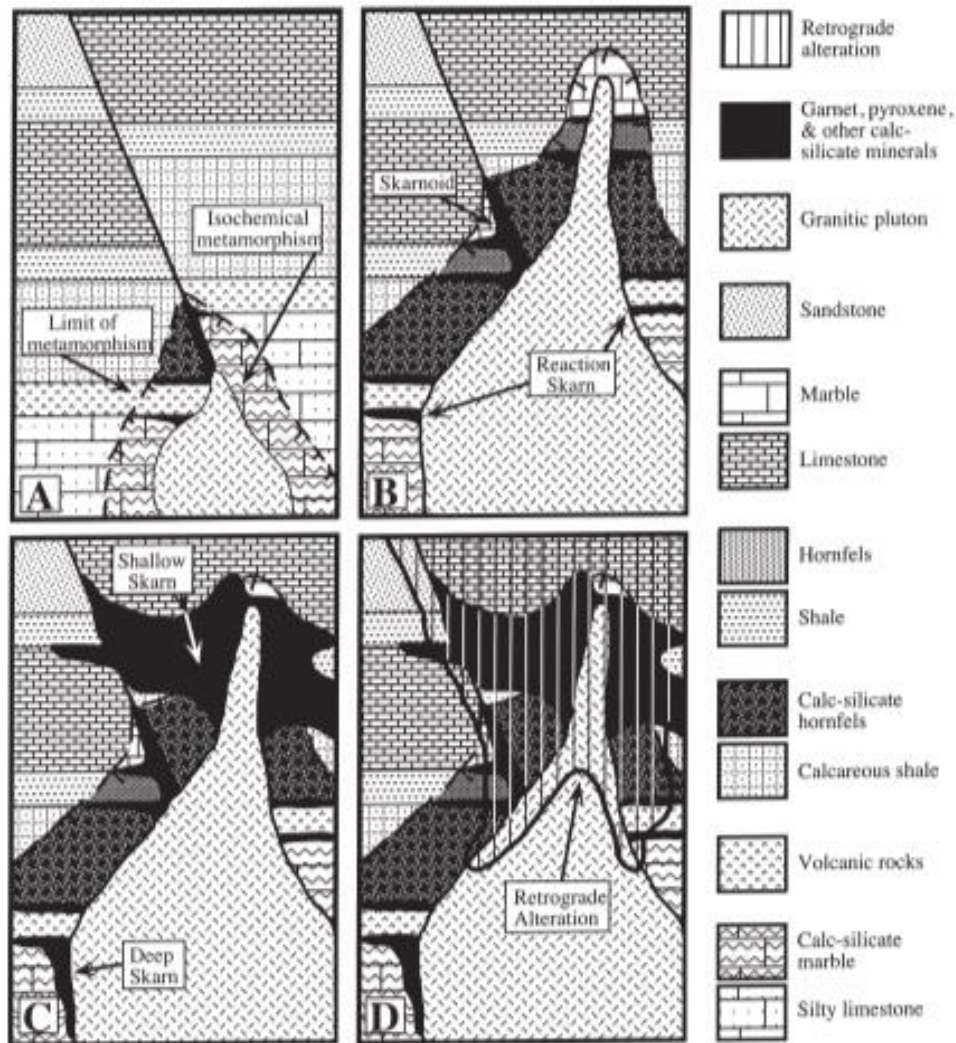 Isochemical
metamorphism
Limit of
metamorphism
A
Skarnoid
Reaction
Skarn
B
Shallow
Skarn
Deep
Skarn
C
Retrograde
Alteration
D
Retrograde
alteration
Garnet, pyroxene,
& other calc-
silicate minerals
Granitic pluton
Sandstone
Marble
Limestone
Hornfels
Shale
Calc-silicate
hornfels
Calcareous shale
Volcanic rocks
Calc-silicate
marble
Silty limestone